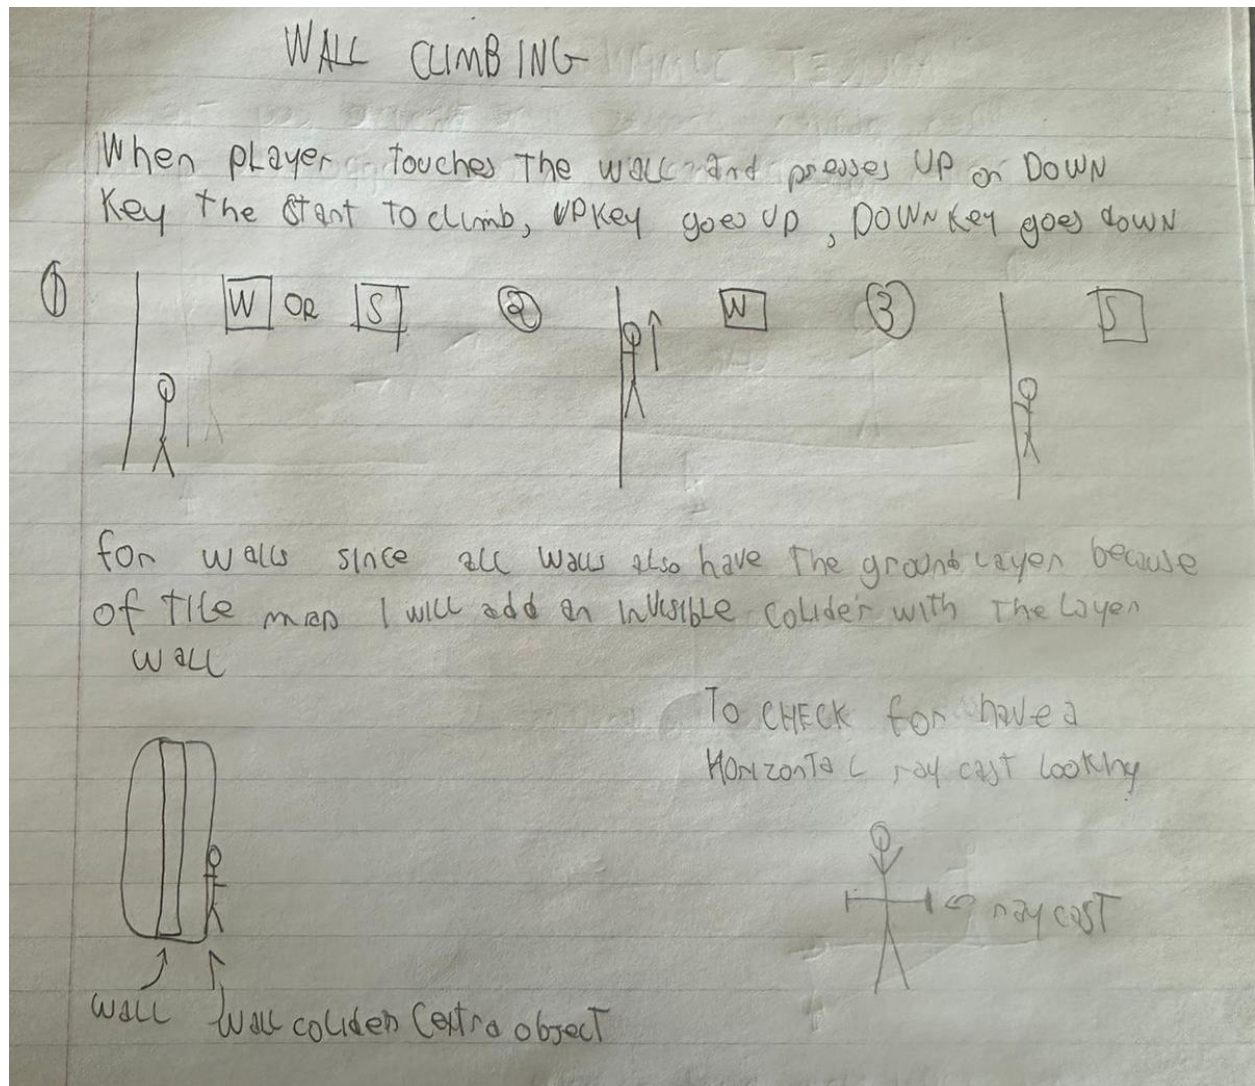 WALL CLIMBING
When player touches the wall and presses UP or DOWN
Key the start to climb, UP Key goes UP, DOWN Key goes down
① W OR S ② W ③ S
for walls since all walls also have the ground layer because
of tile map I will add an invisible colider with the layer
wall
To CHECK for have a
Horizontal ray cast looking
ray cast
wall wall colider (extra object